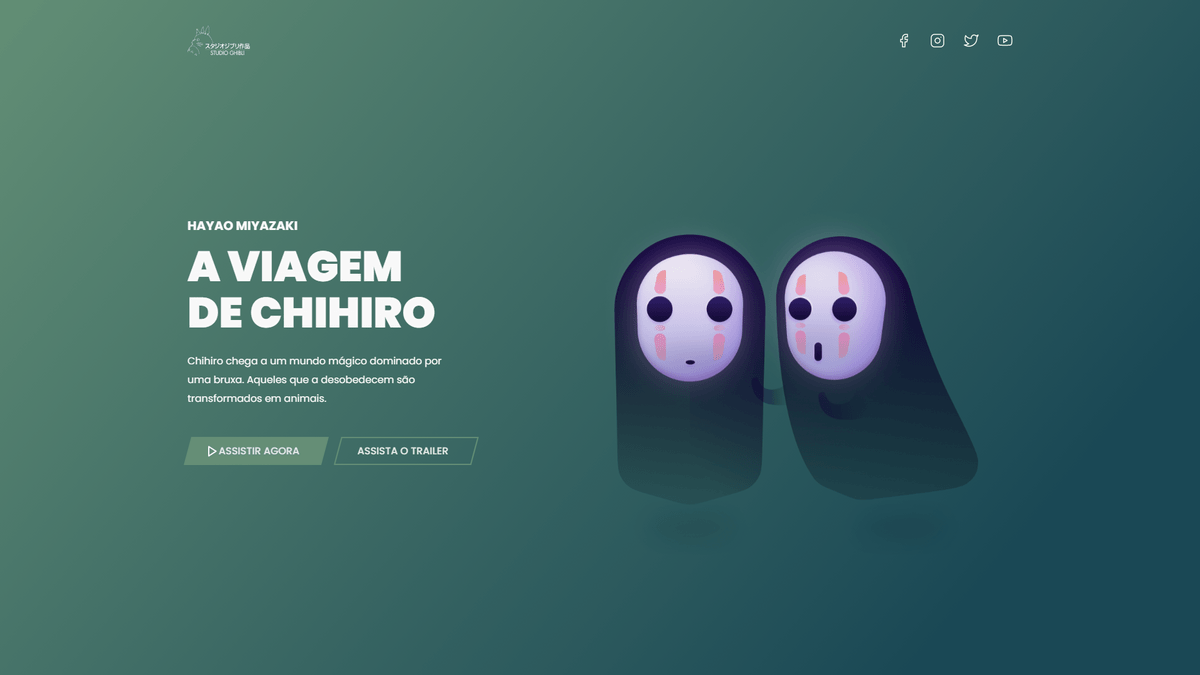 スタジオジブリ作品
STUDIO GHIBLI
HAYAO MIYAZAKI
A VIAGEM
DE CHIHIRO
Chihiro chega a um mundo mágico dominado por
uma bruxa. Aqueles que a desobedecem são
transformados em animais.
ASSISTIR AGORA
ASSISTA O TRAILER